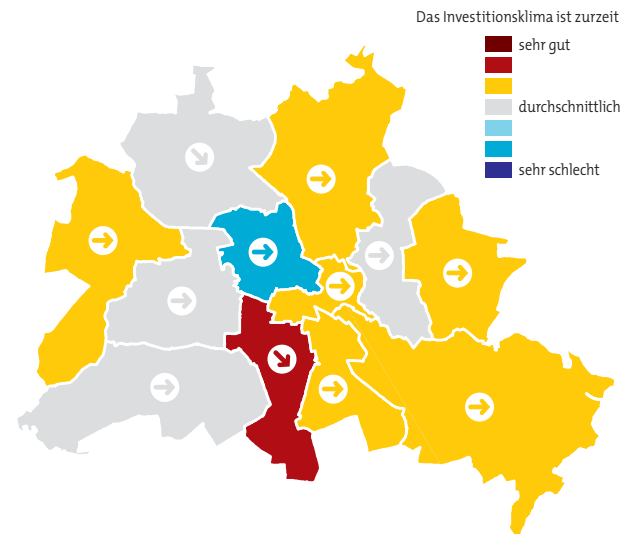 Das Investitionsklima ist zurzeit
sehr gut
durchschnittlich
sehr schlecht